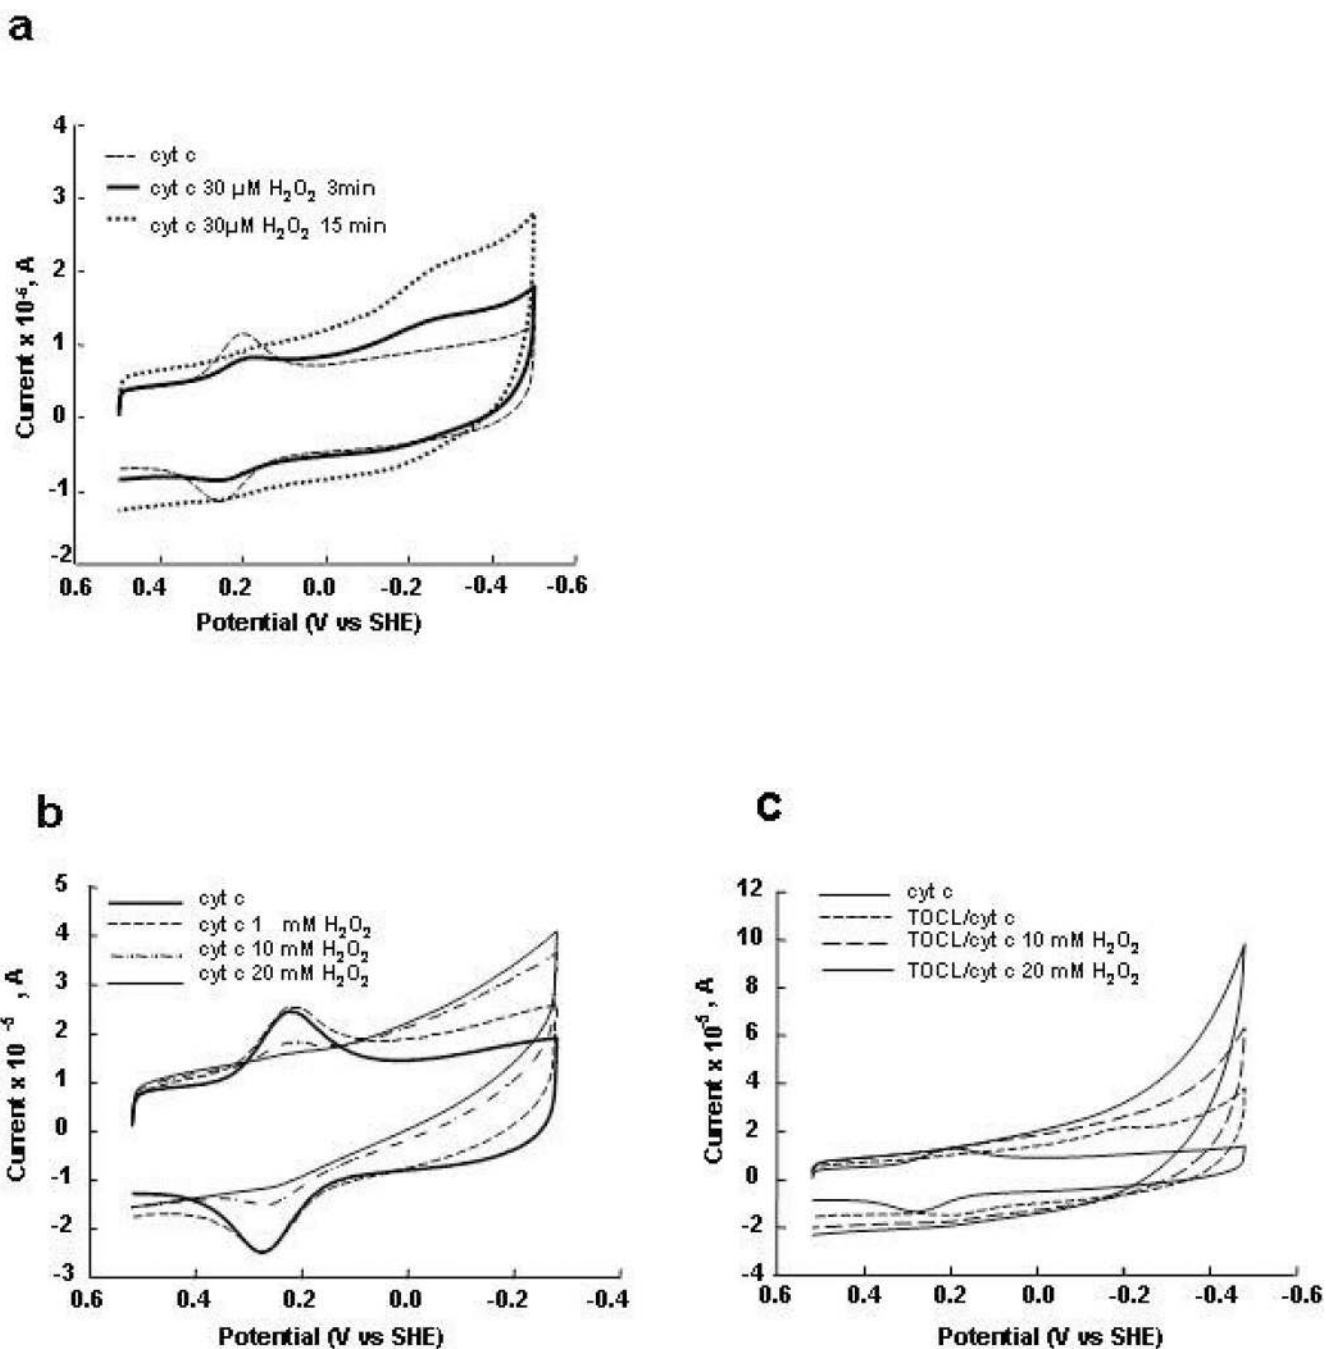 a
4
3
2
1
0
-1
-2
Current x 10⁻⁶, A
cyt c
cyt c 30 µM H₂O₂ 3min
cyt c 30µM H₂O₂ 15 min
0.6 0.4 0.2 0.0 -0.2 -0.4 -0.6
Potential (V vs SHE)
b
5
4
3
2
1
0
-1
-2
-3
Current x 10⁻⁵, A
cyt c
cyt c 1 mM H₂O₂
cyt c 10 mM H₂O₂
cyt c 20 mM H₂O₂
0.6 0.4 0.2 0.0 -0.2 -0.4
Potential (V vs SHE)
c
12
10
8
6
4
2
0
-2
-4
Current x 10⁻⁵, A
cyt c
TOCL/cyt c
TOCL/cyt c 10 mM H₂O₂
TOCL/cyt c 20 mM H₂O₂
0.6 0.4 0.2 0.0 -0.2 -0.4 -0.6
Potential (V vs SHE)